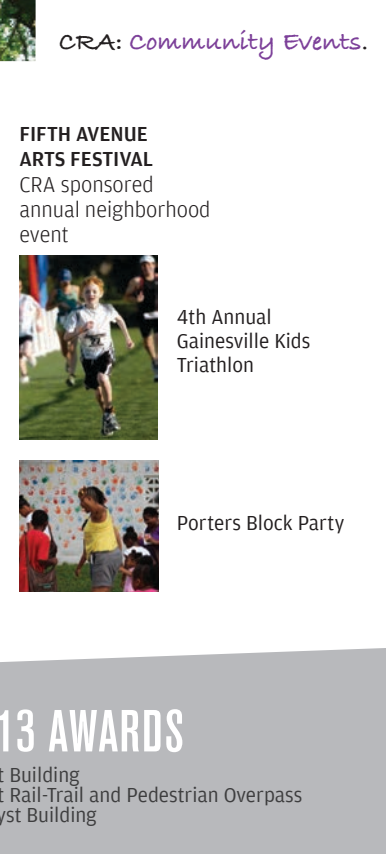 CRA: Community Events.
FIFTH AVENUE
ARTS FESTIVAL
CRA sponsored
annual neighborhood
event
4th Annual
Gainesville Kids
Triathlon
Porters Block Party
13 AWARDS
t Building
t Rail-Trail and Pedestrian Overpass
yst Building